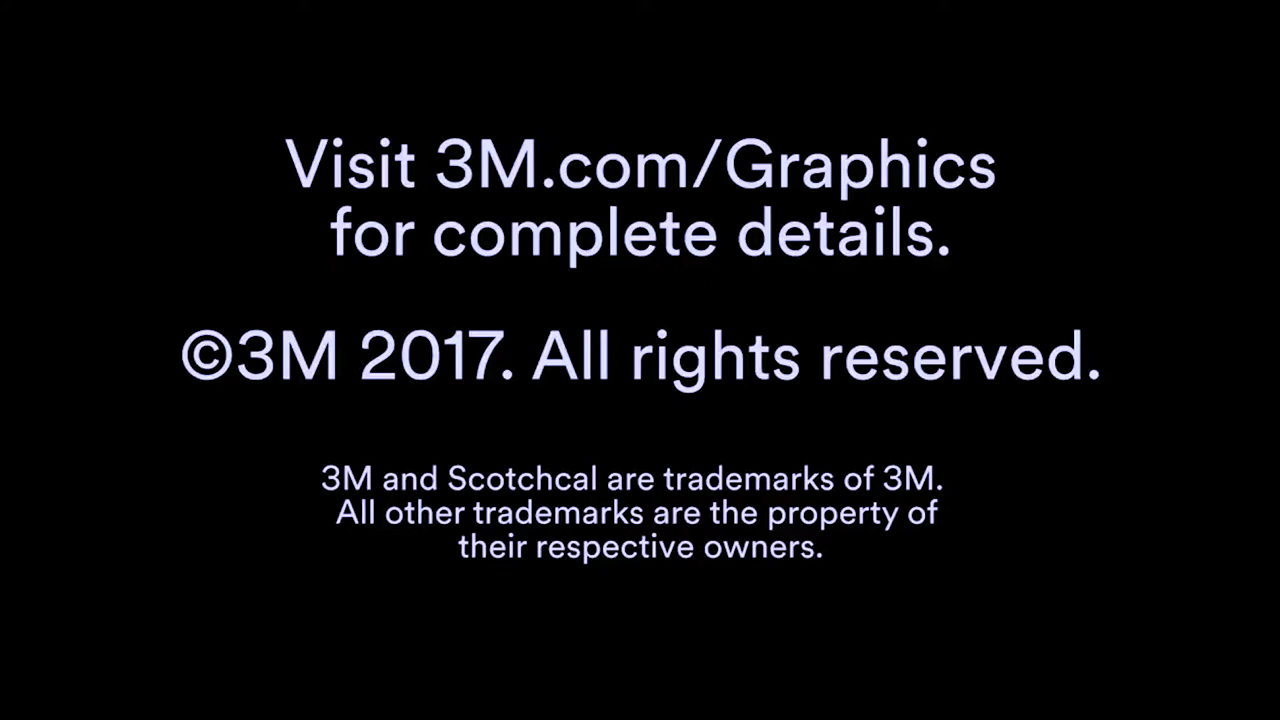 Visit 3M.com/Graphics
for complete details.
©3M 2017. All rights reserved.
3M and Scotchcal are trademarks of 3M.
All other trademarks are the property of
their respective owners.